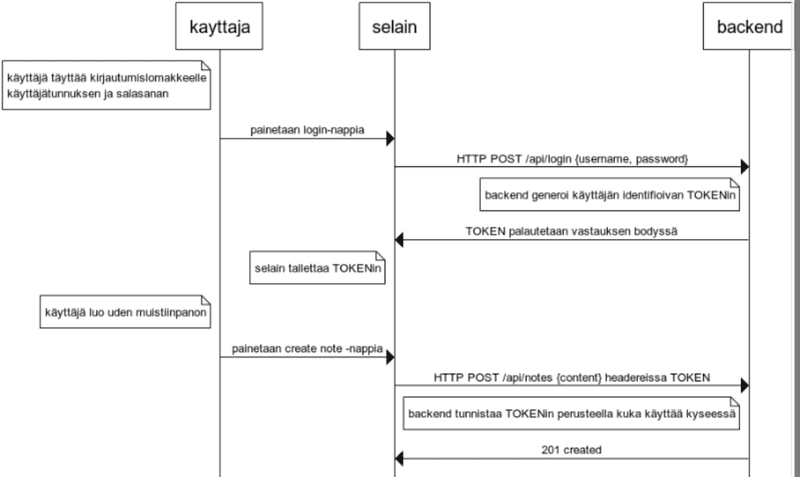 kayttaja
selain
backend
käyttäjä täyttää kirjautumislomakkeelle
käyttäjätunnuksen ja salasanan
painetaan login-nappia
HTTP POST /api/login {username, password}
backend generoi käyttäjän identifioivan TOKENin
TOKEN palautetaan vastauksen bodyssä
selain tallettaa TOKENin
käyttäjä luo uden muistiinpanon
painetaan create note -nappia
HTTP POST /api/notes {content} headereissa TOKEN
backend tunnistaa TOKENin perusteella kuka käyttää kyseessä
201 created